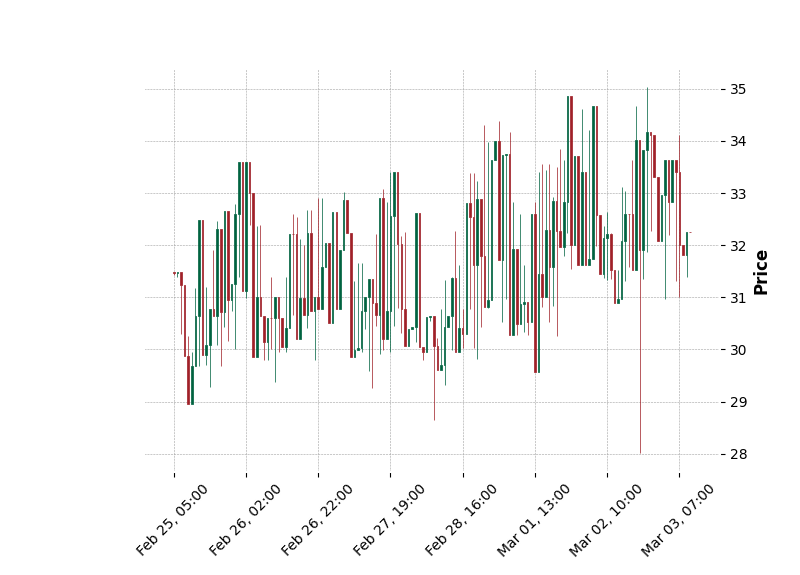 35
34
33
32
31
30
29
28
Price
Feb 25, 05:00
Feb 26, 02:00
Feb 26, 22:00
Feb 27, 19:00
Feb 28, 16:00
Mar 01, 13:00
Mar 02, 10:00
Mar 03, 07:00